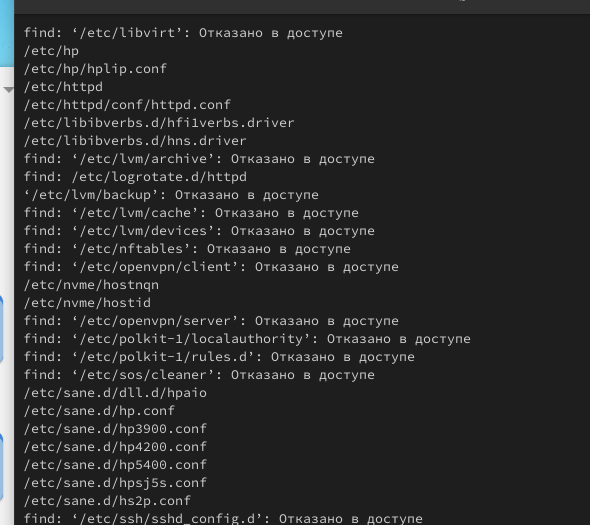 find: ‘/etc/libvirt’: Отказано в доступе
/etc/hp
/etc/hp/hplip.conf
/etc/httpd
/etc/httpd/conf/httpd.conf
/etc/libibverbs.d/hfi1verbs.driver
/etc/libibverbs.d/hns.driver
find: ‘/etc/lvm/archive’: Отказано в доступе
find: /etc/logrotate.d/httpd
‘/etc/lvm/backup’: Отказано в доступе
find: ‘/etc/lvm/cache’: Отказано в доступе
find: ‘/etc/lvm/devices’: Отказано в доступе
find: ‘/etc/nftables’: Отказано в доступе
find: ‘/etc/openvpn/client’: Отказано в доступе
/etc/nvme/hostnqn
/etc/nvme/hostid
find: ‘/etc/openvpn/server’: Отказано в доступе
find: ‘/etc/polkit-1/localauthority’: Отказано в доступе
find: ‘/etc/polkit-1/rules.d’: Отказано в доступе
find: ‘/etc/sos/cleaner’: Отказано в доступе
/etc/sane.d/dll.d/hpaio
/etc/sane.d/hp.conf
/etc/sane.d/hp3900.conf
/etc/sane.d/hp4200.conf
/etc/sane.d/hp5400.conf
/etc/sane.d/hpsj5s.conf
/etc/sane.d/hs2p.conf
find: ‘/etc/ssh/sshd_config.d’: Отказано в доступе